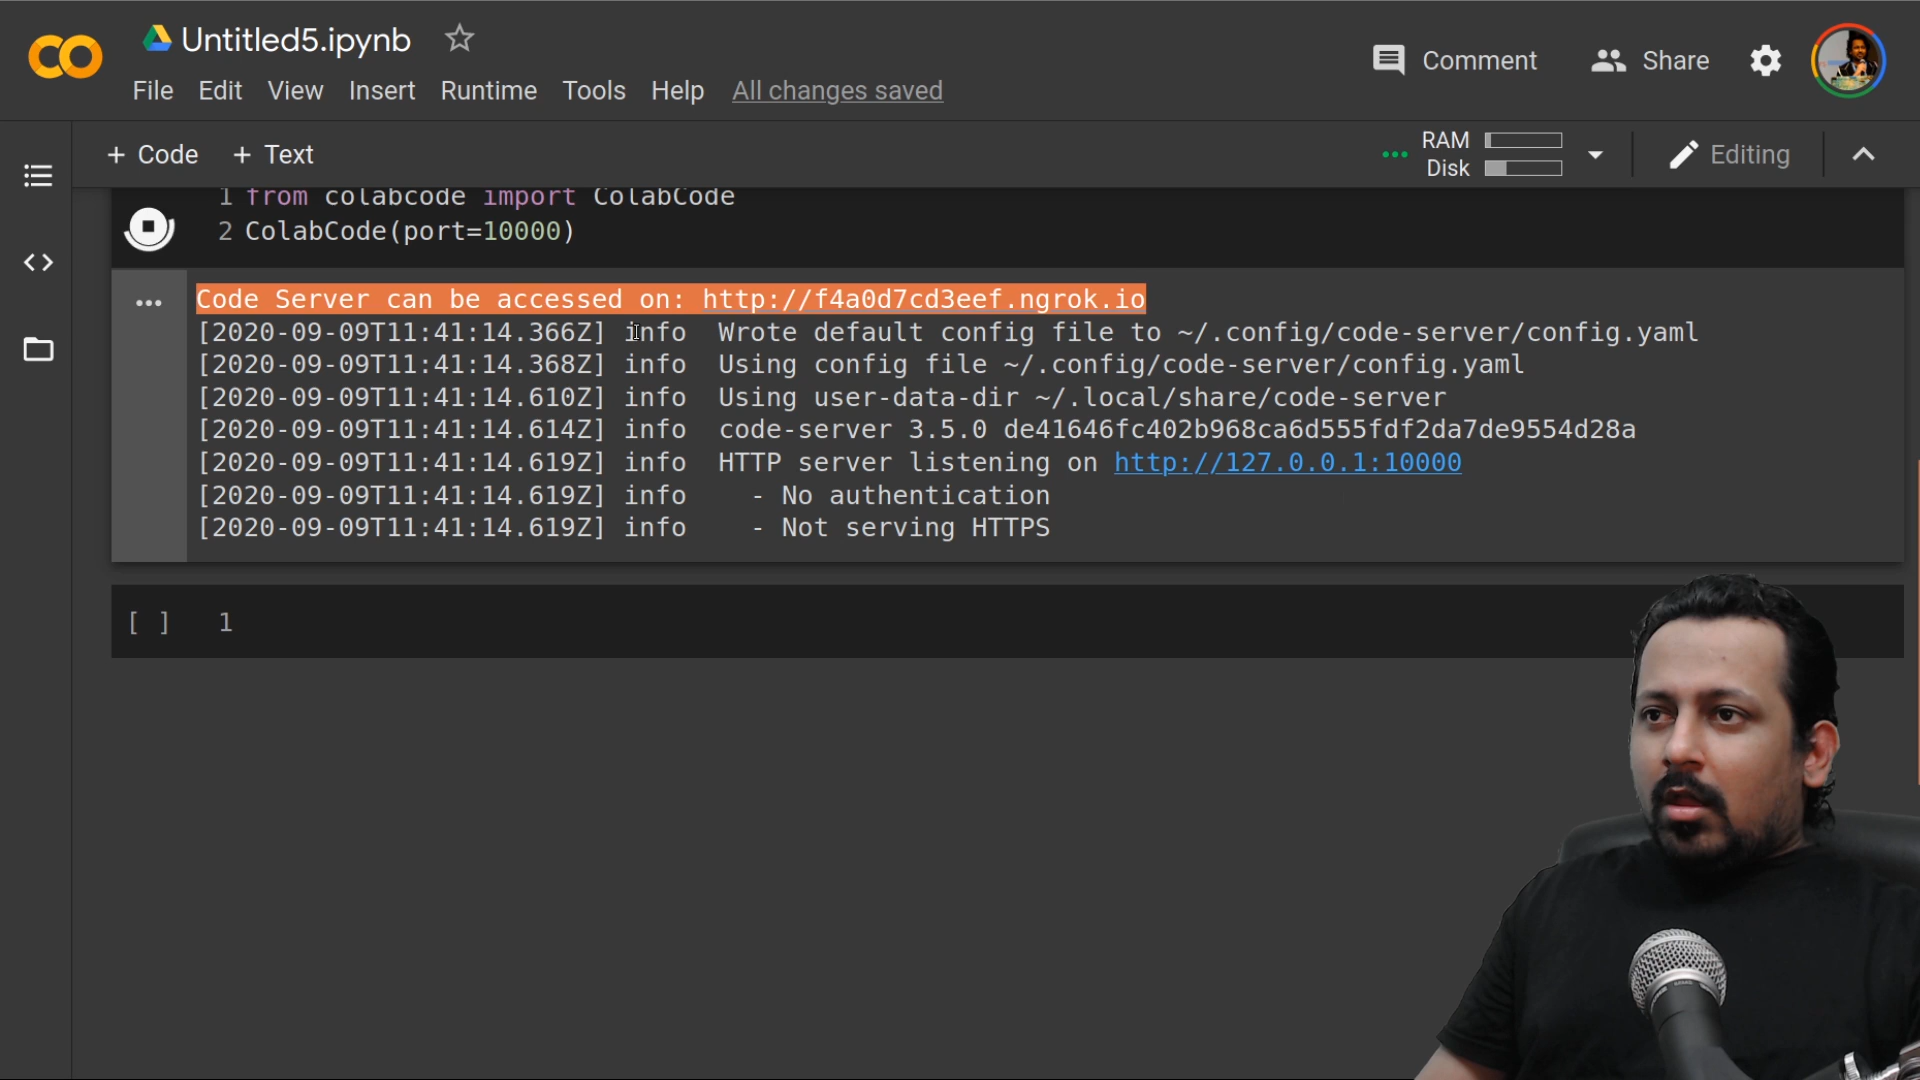 Untitled5.ipynb
Comment
Share
File Edit View Insert Runtime Tools Help All changes saved
+ Code + Text
RAM
Disk
Editing
1 from colabcode import ColabCode
2 ColabCode(port=10000)
Code Server can be accessed on: http://f4a0d7cd3eef.ngrok.io
[2020-09-09T11:41:14.366Z] info  Wrote default config file to ~/.config/code-server/config.yaml
[2020-09-09T11:41:14.368Z] info  Using config file ~/.config/code-server/config.yaml
[2020-09-09T11:41:14.610Z] info  Using user-data-dir ~/.local/share/code-server
[2020-09-09T11:41:14.614Z] info  code-server 3.5.0 de41646fc402b968ca6d555fdf2da7de9554d28a
[2020-09-09T11:41:14.619Z] info  HTTP server listening on http://127.0.0.1:10000
[2020-09-09T11:41:14.619Z] info    - No authentication
[2020-09-09T11:41:14.619Z] info    - Not serving HTTPS
[ ] 1